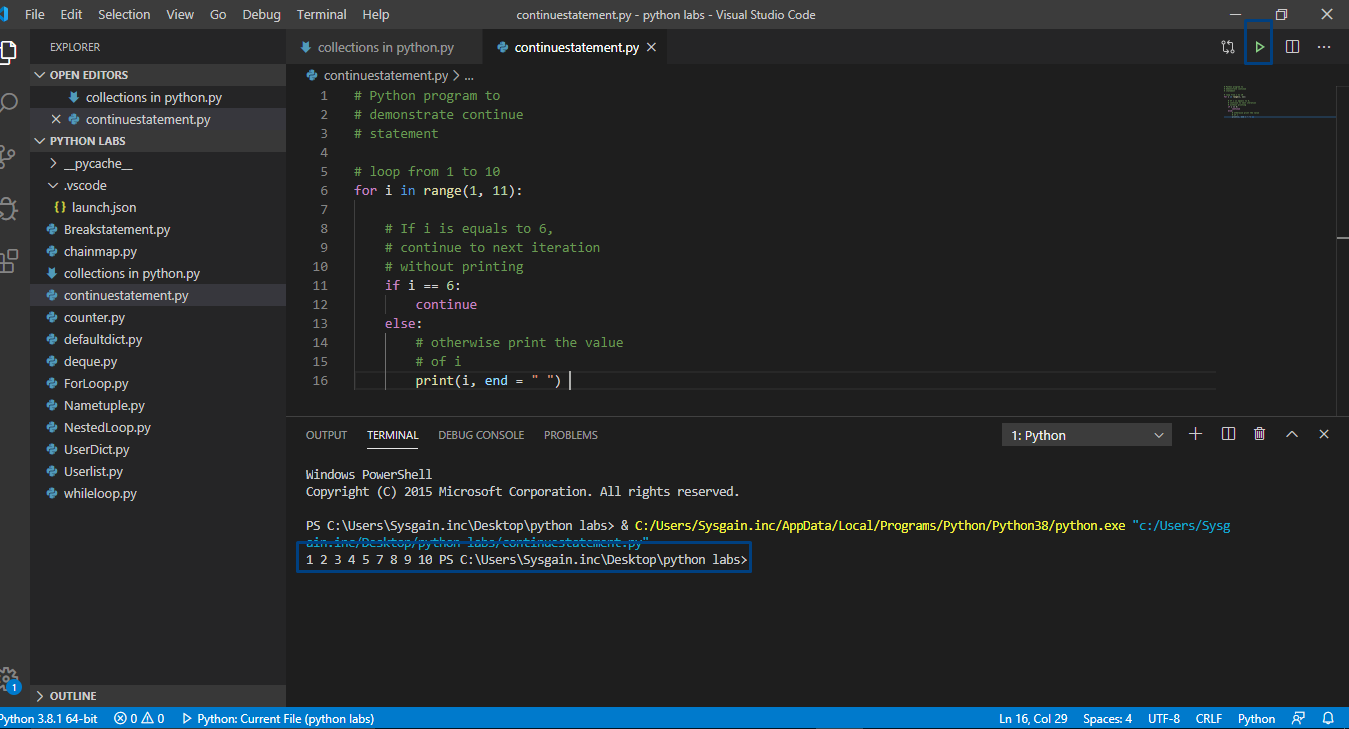 File Edit Selection View Go Debug Terminal Help continuestatement.py - python labs - Visual Studio Code
EXPLORER
OPEN EDITORS
collections in python.py
continuestatement.py
PYTHON LABS
__pycache__
.vscode
{} launch.json
Breakstatement.py
chainmap.py
collections in python.py
continuestatement.py
counter.py
defaultdict.py
deque.py
ForLoop.py
Nametuple.py
NestedLoop.py
UserDict.py
Userlist.py
whileloop.py
OUTLINE
collections in python.py continuestatement.py
continuestatement.py > ...
1 # Python program to
2 # demonstrate continue
3 # statement
4
5 # loop from 1 to 10
6 for i in range(1, 11):
7
8 # If i is equals to 6,
9 # continue to next iteration
10 # without printing
11 if i == 6:
12 continue
13 else:
14 # otherwise print the value
15 # of i
16 print(i, end = " ")
OUTPUT TERMINAL DEBUG CONSOLE PROBLEMS 1: Python
Windows PowerShell
Copyright (C) 2015 Microsoft Corporation. All rights reserved.
PS C:\Users\Sysgain.inc\Desktop\python labs> & C:/Users/Sysgain.inc/AppData/Local/Programs/Python/Python38/python.exe "c:/Users/Sysg
ain.inc/Desktop/python labs/continuestatement.py"
1 2 3 4 5 7 8 9 10 PS C:\Users\Sysgain.inc\Desktop\python labs>
1
Python 3.8.1 64-bit 0 0 Python: Current File (python labs) Ln 16, Col 29 Spaces: 4 UTF-8 CRLF Python